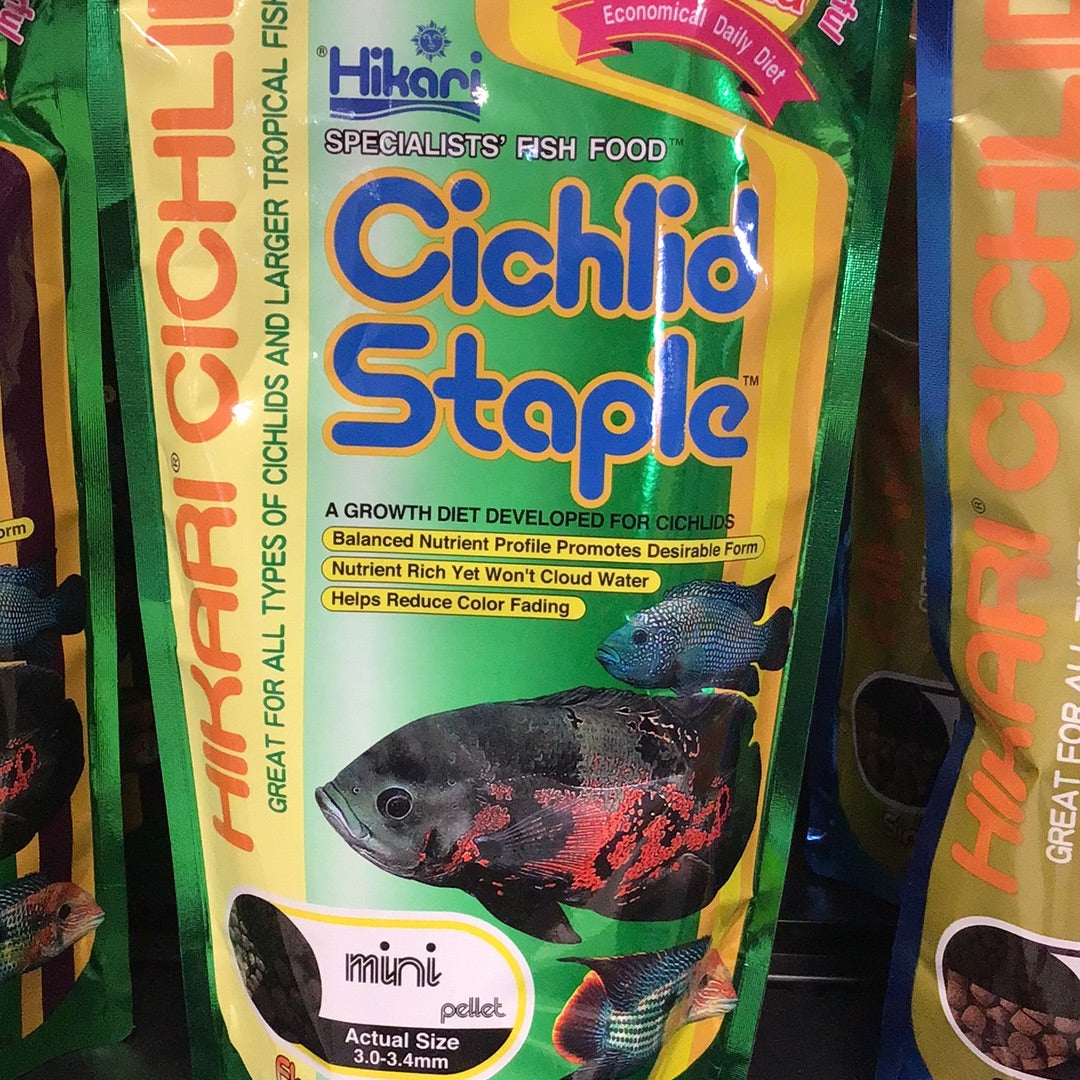 Economical Daily Diet
® Hikari
SPECIALISTS' FISH FOOD™
Cichlid
Staple™
A GROWTH DIET DEVELOPED FOR CICHLIDS
Balanced Nutrient Profile Promotes Desirable Form
Nutrient Rich Yet Won't Cloud Water
Helps Reduce Color Fading
mini
pellet
Actual Size
3.0-3.4mm
HIKARI® CICHLI
GREAT FOR ALL TYPES OF CICHLIDS AND LARGER TROPICAL FISH
orm
HIKARI® CICHLID
GREAT FOR ALL